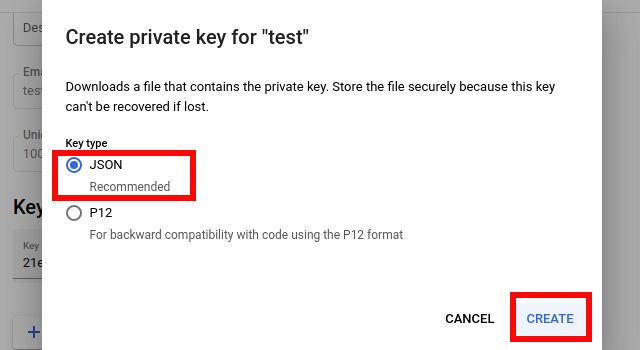 Create private key for "test"
Des
Downloads a file that contains the private key. Store the file securely because this key
can't be recovered if lost.
Key type
JSON
Recommended
P12
For backward compatibility with code using the P12 format
Ema
test
Uni
100
Key
Key
21e
+
CANCEL
CREATE